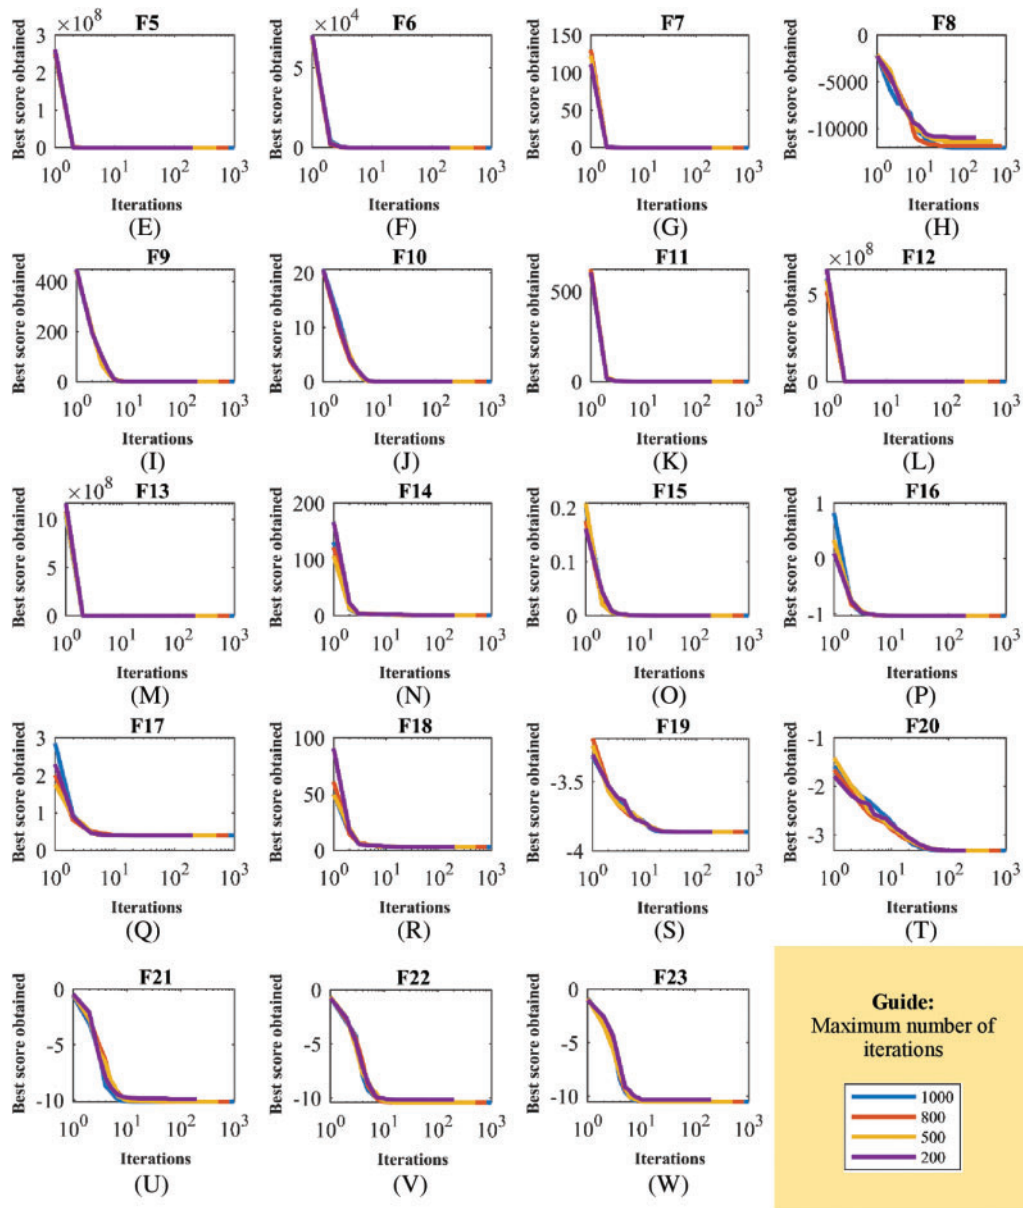 ×10^8 F5
Best score obtained
3
2
1
0
10^0 10^1 10^2 10^3
Iterations
(E)
×10^4 F6
Best score obtained
5
0
10^0 10^1 10^2 10^3
Iterations
(F)
F7
Best score obtained
150
100
50
0
10^0 10^1 10^2 10^3
Iterations
(G)
F8
Best score obtained
0
-5000
-10000
10^0 10^1 10^2 10^3
Iterations
(H)
F9
Best score obtained
400
200
0
10^0 10^1 10^2 10^3
Iterations
(I)
F10
Best score obtained
20
10
0
10^0 10^1 10^2 10^3
Iterations
(J)
F11
Best score obtained
500
0
10^0 10^1 10^2 10^3
Iterations
(K)
×10^8 F12
Best score obtained
5
0
10^0 10^1 10^2 10^3
Iterations
(L)
×10^8 F13
Best score obtained
10
5
0
10^0 10^1 10^2 10^3
Iterations
(M)
F14
Best score obtained
200
100
0
10^0 10^1 10^2 10^3
Iterations
(N)
F15
Best score obtained
0.2
0.1
0
10^0 10^1 10^2 10^3
Iterations
(O)
F16
Best score obtained
1
0
-1
10^0 10^1 10^2 10^3
Iterations
(P)
F17
Best score obtained
3
2
1
0
10^0 10^1 10^2 10^3
Iterations
(Q)
F18
Best score obtained
100
50
0
10^0 10^1 10^2 10^3
Iterations
(R)
F19
Best score obtained
-3.5
-4
10^0 10^1 10^2 10^3
Iterations
(S)
F20
Best score obtained
-1
-2
-3
10^0 10^1 10^2 10^3
Iterations
(T)
F21
Best score obtained
0
-5
-10
10^0 10^1 10^2 10^3
Iterations
(U)
F22
Best score obtained
0
-5
-10
10^0 10^1 10^2 10^3
Iterations
(V)
F23
Best score obtained
0
-5
-10
10^0 10^1 10^2 10^3
Iterations
(W)
Guide:
Maximum number of
iterations
1000
800
500
200